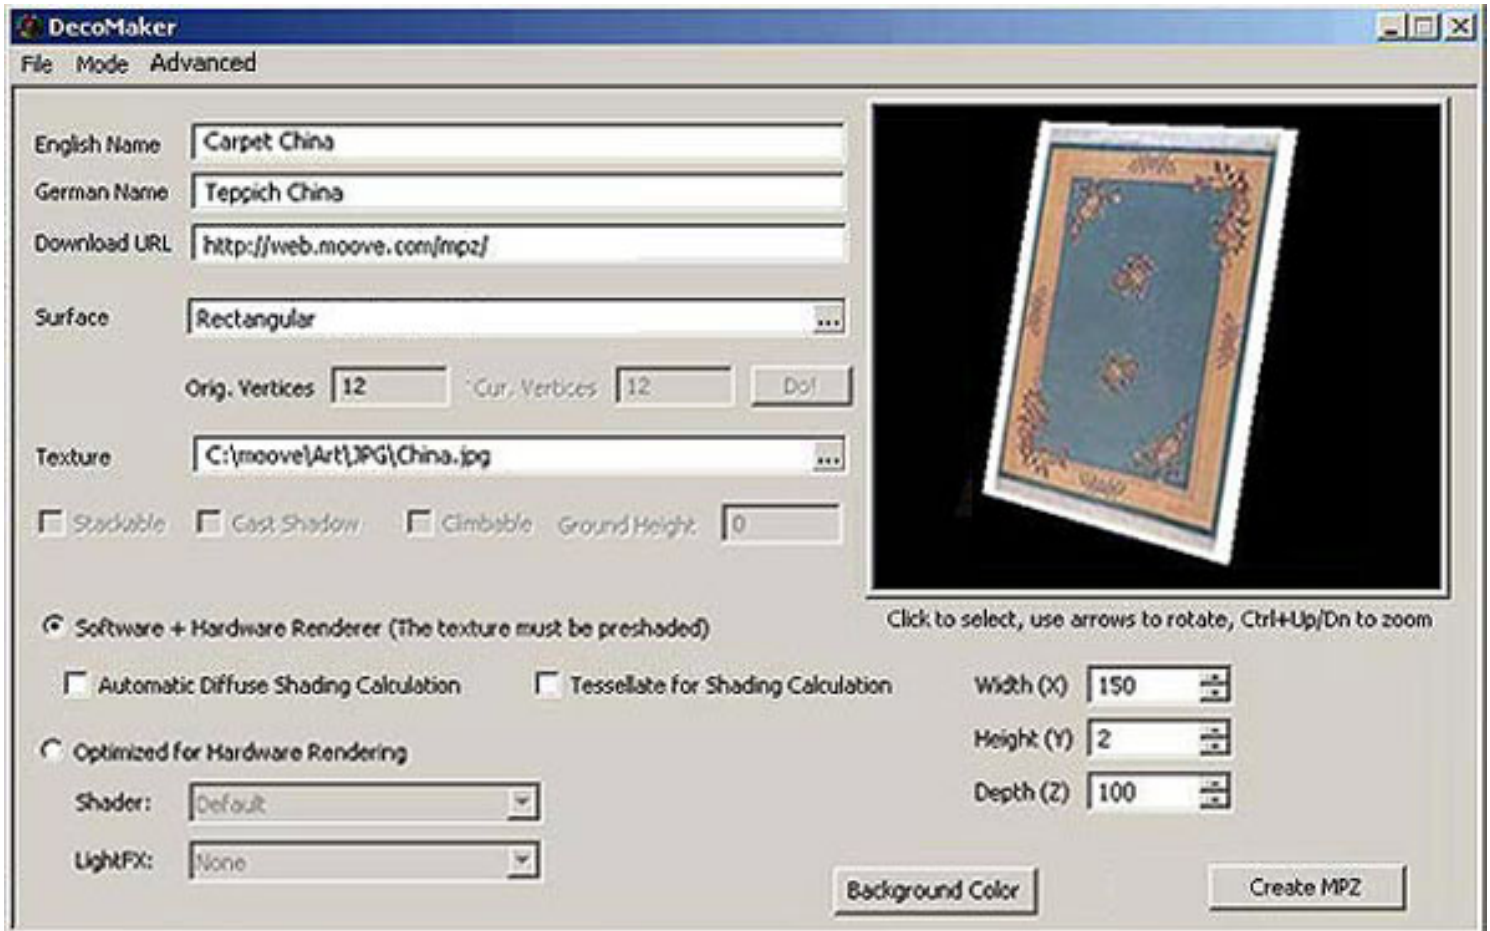 DecoMaker
File Mode Advanced
English Name Carpet China
German Name Teppich China
Download URL http://web.moove.com/mpz/
Surface Rectangular ...
Orig. Vertices 12 Cur. Vertices 12 Do!
Texture C:\moove\Art\JPG\China.jpg ...
Stackable Cast Shadow Climbable Ground Height 0
Click to select, use arrows to rotate, Ctrl+Up/Dn to zoom
Software + Hardware Renderer (The texture must be preshaded)
Automatic Diffuse Shading Calculation Tessellate for Shading Calculation
Width (X) 150
Height (Y) 2
Depth (Z) 100
Optimized for Hardware Rendering
Shader: Default
LightFX: None
Background Color Create MPZ